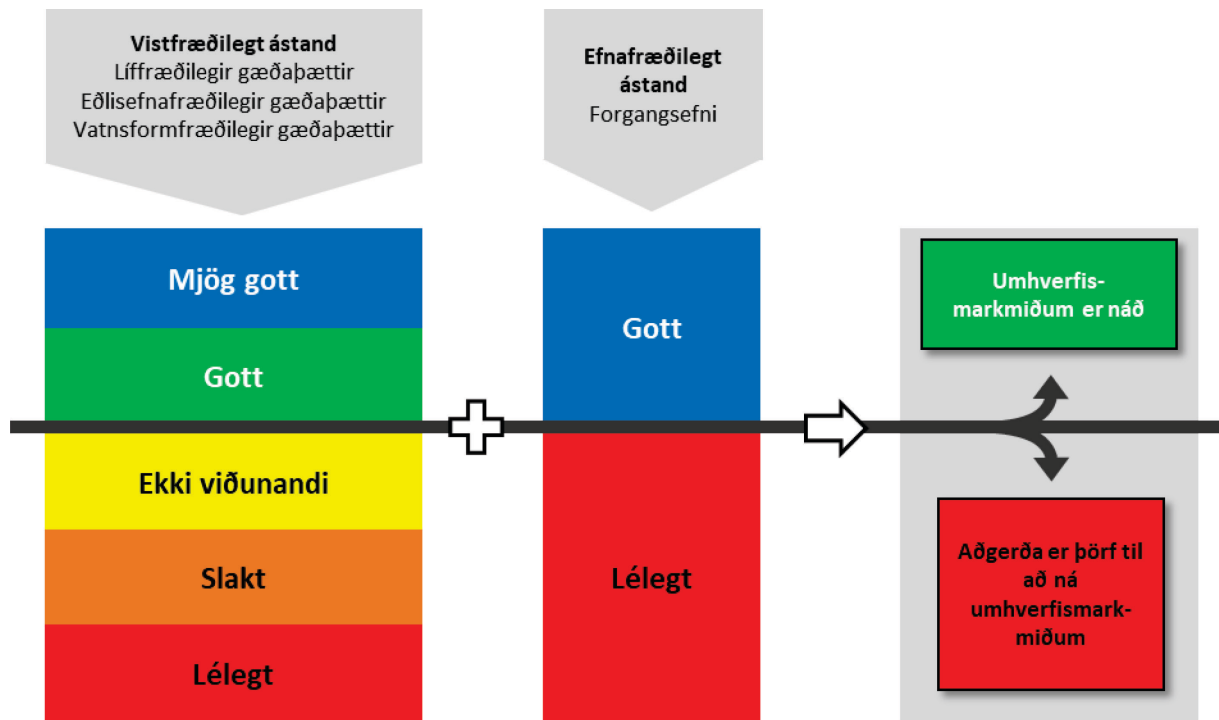 Vistfræðilegt ástand
Líffræðilegir gæðaþættir
Eðlisefnafræðilegir gæðaþættir
Vatnsformfræðilegir gæðaþættir
Efnafræðilegt
ástand
Forgangsefni
Mjög gott
Gott
Ekki viðunandi
Slakt
Lélegt
Gott
Lélegt
Umhverfis-
markmiðum er náð
Aðgerða er þörf til
að ná
umhverfismark-
miðum